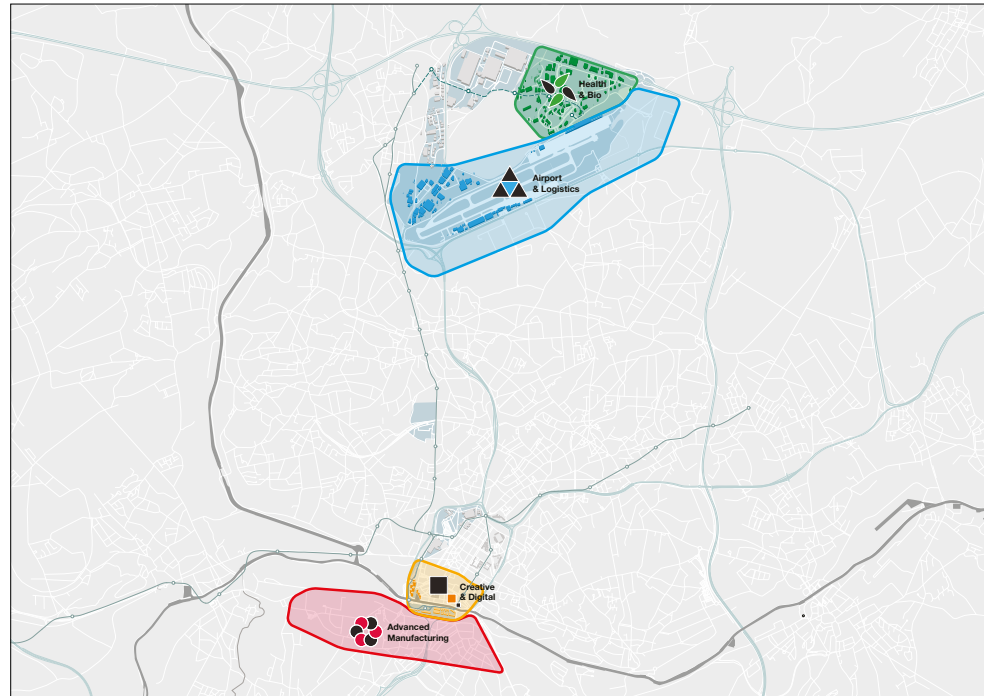 Health
& Bio
Airport
& Logistics
Creative
& Digital
Advanced
Manufacturing